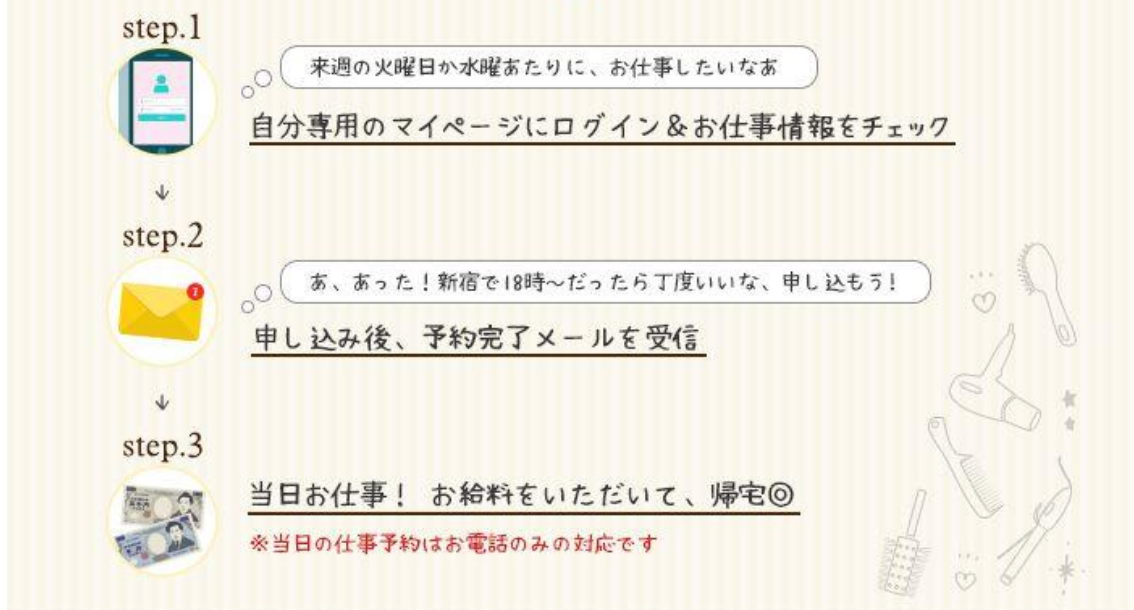 step.1
来週の火曜日か水曜あたりに、お仕事したいなあ
自分専用のマイページにログイン&お仕事情報をチェック
↓
step.2
1
あ、あった!新宿で18時〜だったら丁度いいな、申し込もう!
申し込み後、予約完了メールを受信
↓
step.3
当日お仕事! お給料をいただいて、帰宅◎
※当日の仕事予約はお電話のみの対応です